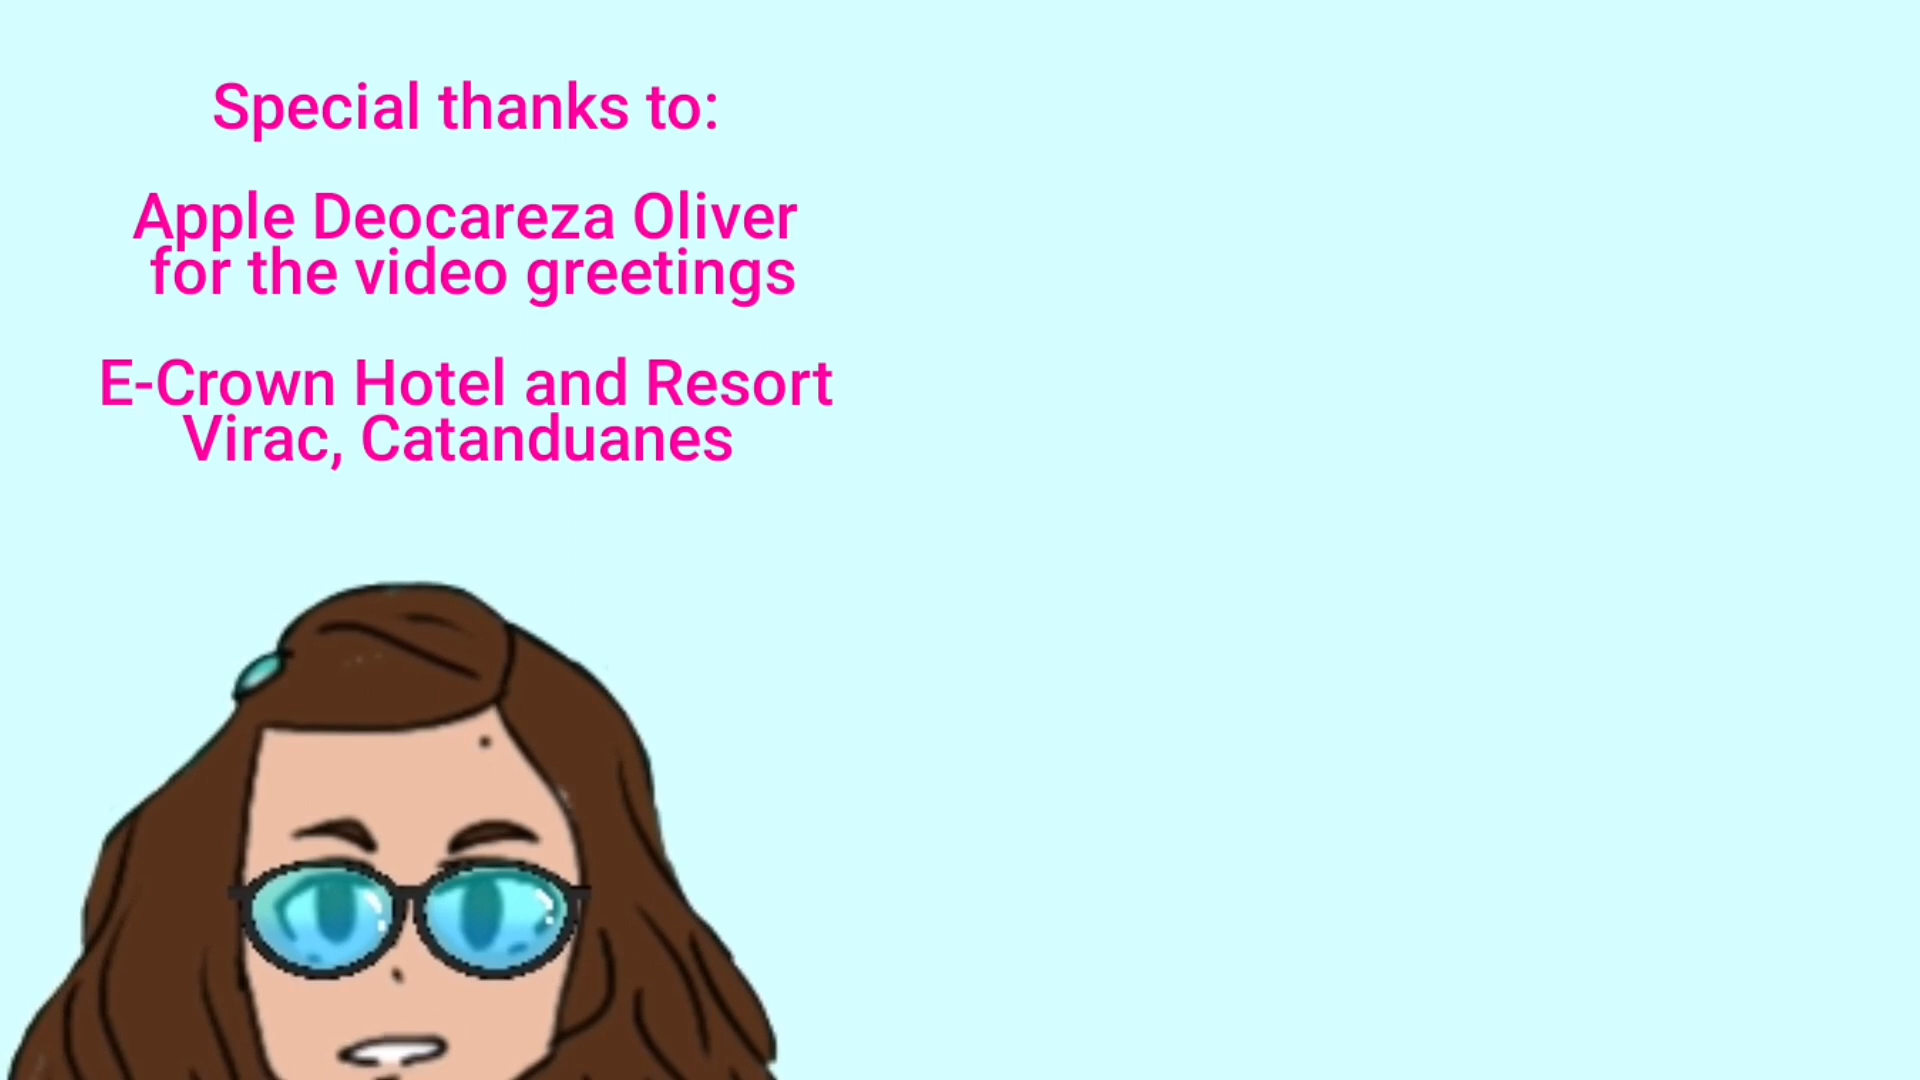 Special thanks to:
Apple Deocareza Oliver
for the video greetings
E-Crown Hotel and Resort
Virac, Catanduanes